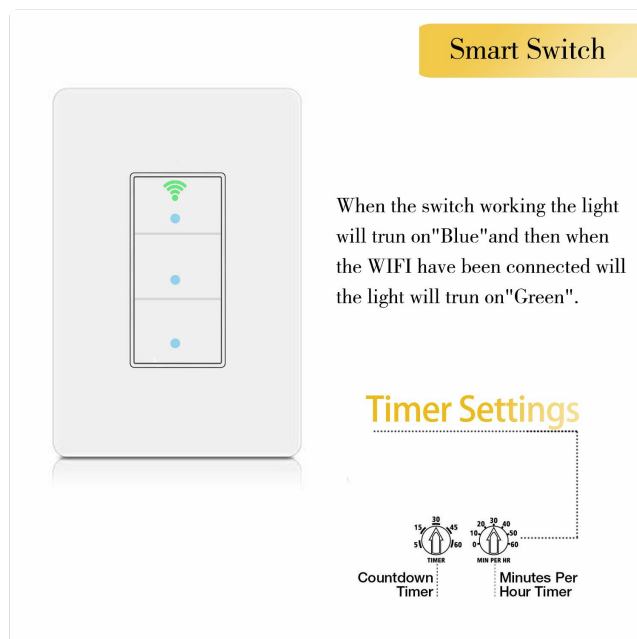 Smart Switch
When the switch working the light
will trun on"Blue"and then when
the WIFI have been connected will
the light will trun on"Green".
Timer Settings
5 15 30 45 60
TIMER
0 10 20 30 40 50 60
MIN PER HR
Countdown
Timer
Minutes Per
Hour Timer